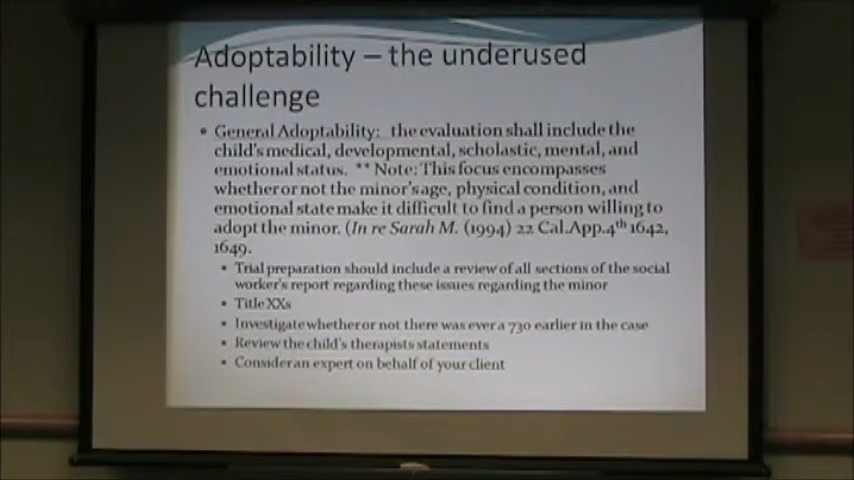 Adoptability – the underused
challenge
• General Adoptability: the evaluation shall include the
child's medical, developmental, scholastic, mental, and
emotional status. ** Note: This focus encompasses
whether or not the minor's age, physical condition, and
emotional state make it difficult to find a person willing to
adopt the minor. (In re Sarah M. (1994) 22 Cal.App.4th 1642,
1649.
• Trial preparation should include a review of all sections of the social
worker's report regarding these issues regarding the minor
• Title XXs
• Investigate whether or not there was ever a 730 earlier in the case
• Review the child's therapists statements
• Consider an expert on behalf of your client